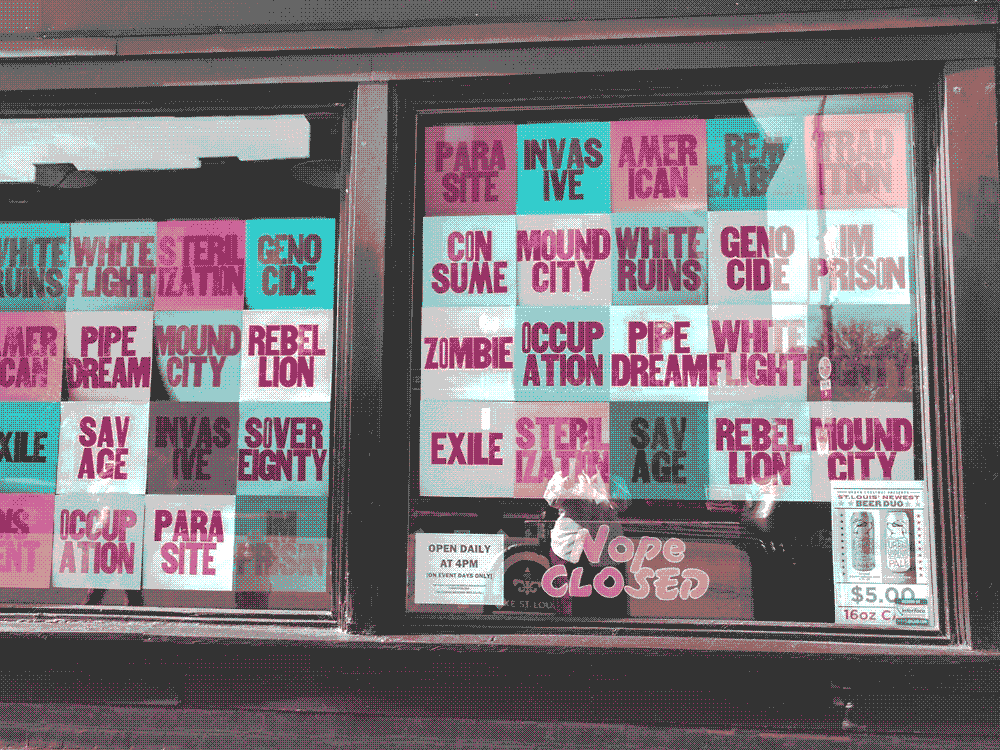 WHITE
RUINS
WHITE
FLIGHT
STERIL
IZATION
GENO
CIDE
AMER
ICAN
PIPE
DREAM
MOUND
CITY
REBEL
LION
EXILE
SAV
AGE
INVAS
IVE
SOVER
EIGNTY
OCCUP
ATION
PARA
SITE
IM
PRISON
PARA
SITE
INVAS
IVE
AMER
ICAN
REM
EMB
TRAD
ITION
CON
SUME
MOUND
CITY
WHITE
RUINS
GENO
CIDE
IM
PRISON
ZOMBIE
OCCUP
ATION
PIPE
DREAM
WHITE
FLIGHT
EIGNTY
EXILE
STERIL
IZATION
SAV
AGE
REBEL
LION
MOUND
CITY
OPEN DAILY
AT 4PM
(ON EVENT DAYS ONLY)
Nope
CLOSED
ST.LOUIS' NEWEST
BEER DUO
$5.00
16oz